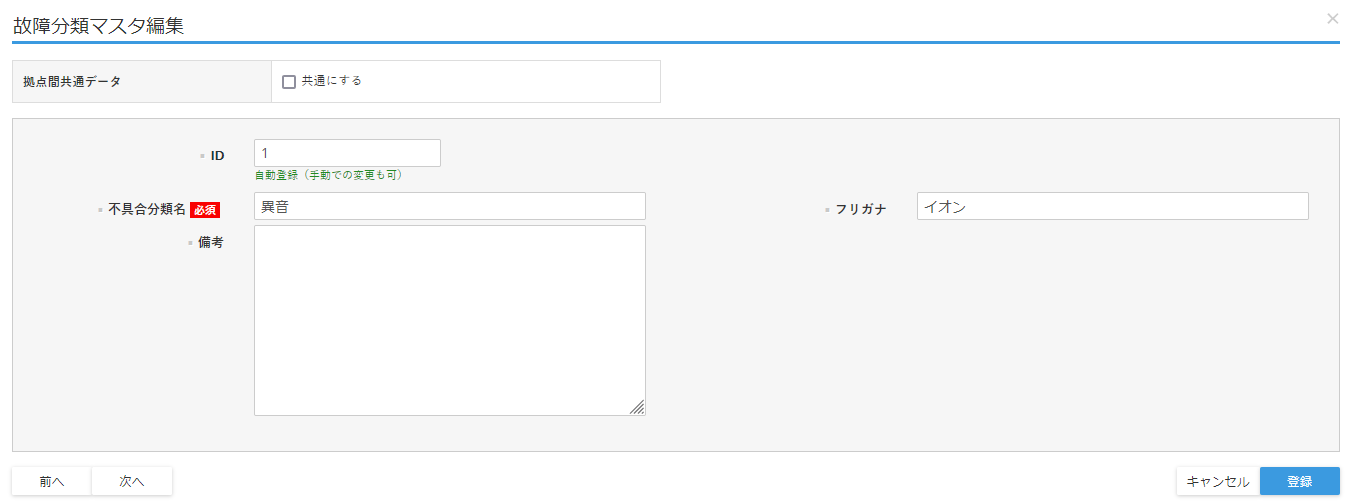 故障分類マスタ編集
×
拠点間共通データ
共通にする
ID
1
自動登録（手動での変更も可）
不具合分類名 必須
異音
フリガナ
イオン
備考
前へ
次へ
キャンセル
登録